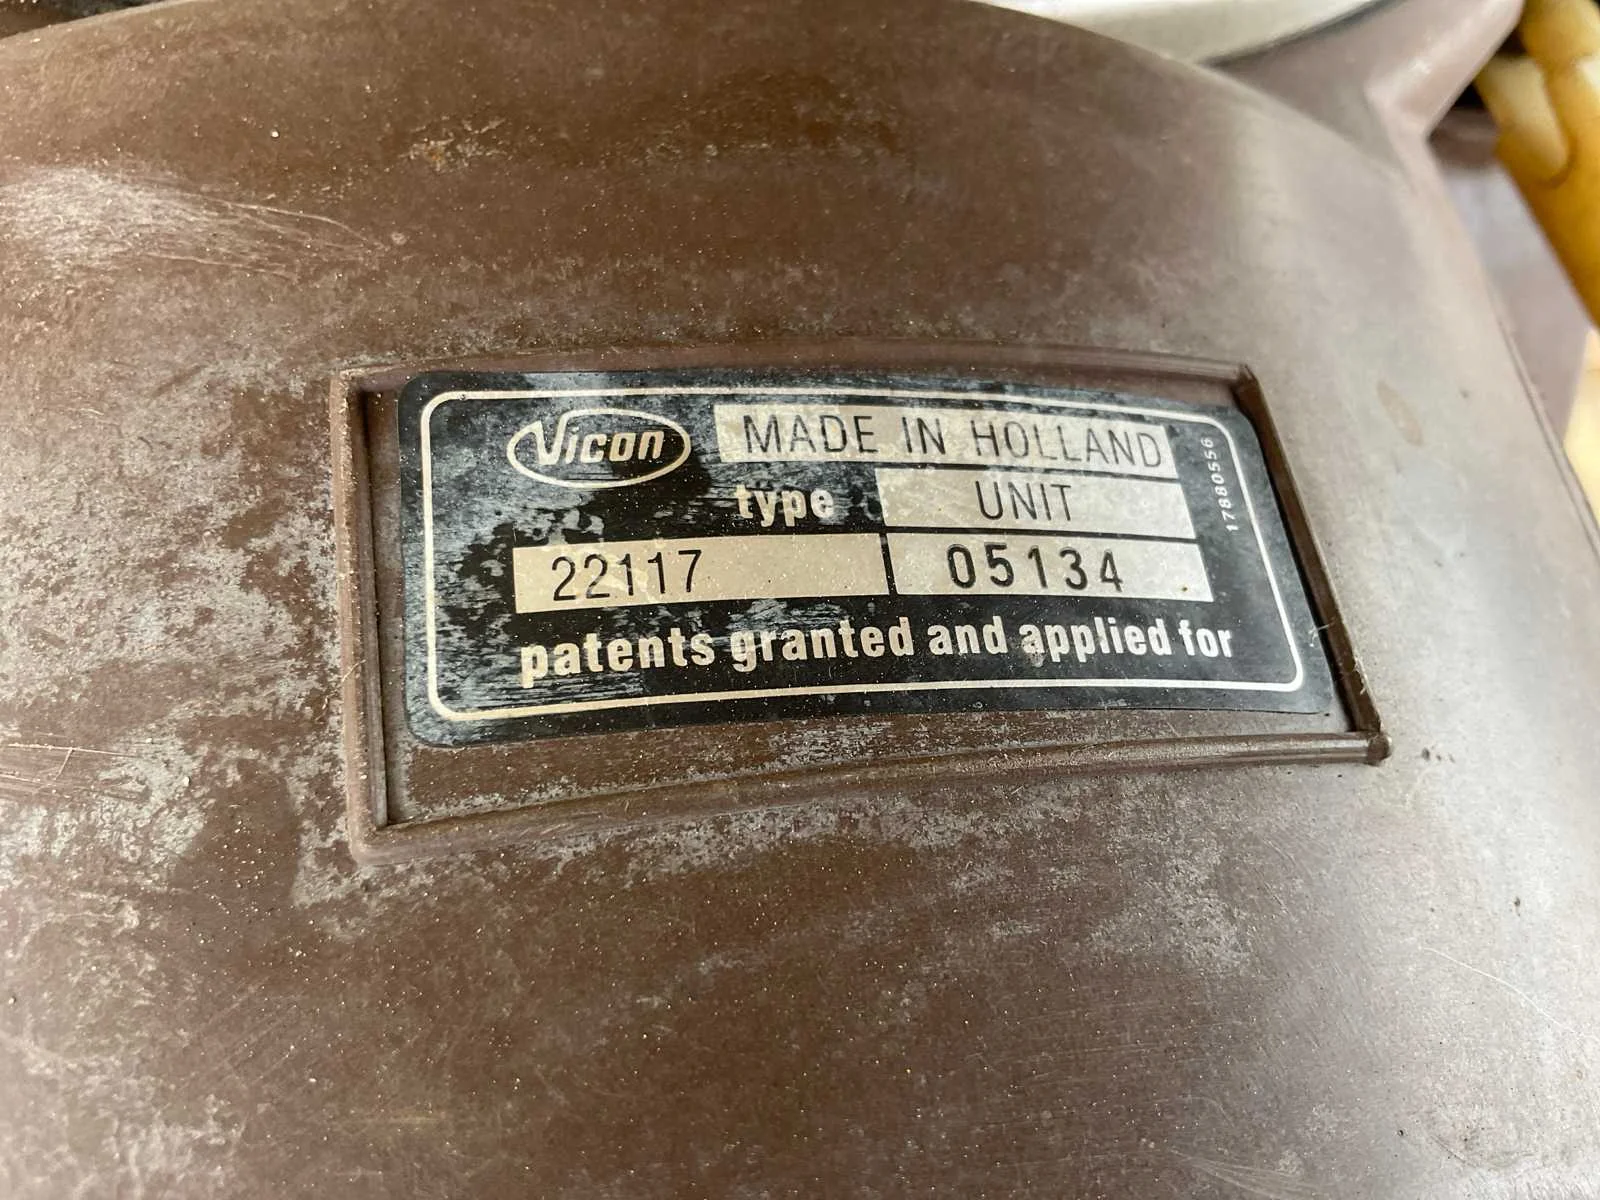 Vicon MADE IN HOLLAND
type UNIT
22117 05134
patents granted and applied for
17880556